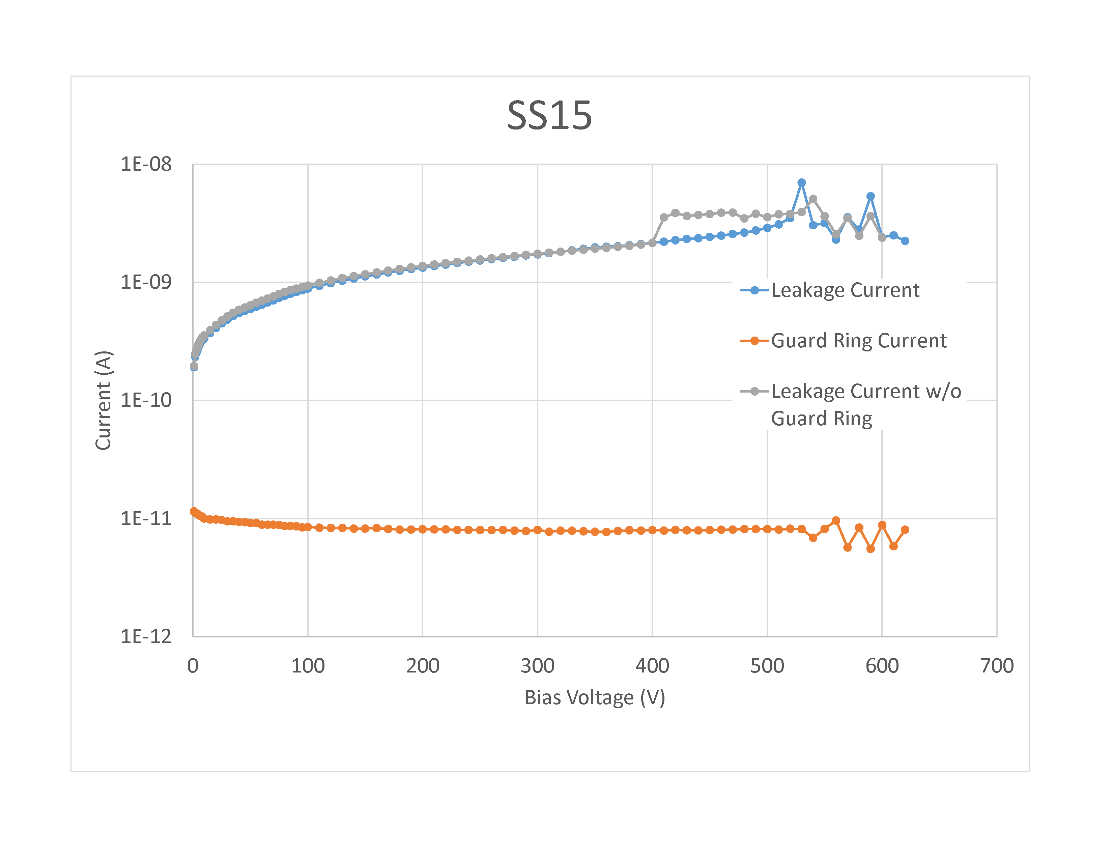 SS15
1E-08
1E-09
1E-10
1E-11
1E-12
Current (A)
0 100 200 300 400 500 600 700
Bias Voltage (V)
Leakage Current
Guard Ring Current
Leakage Current w/o
Guard Ring